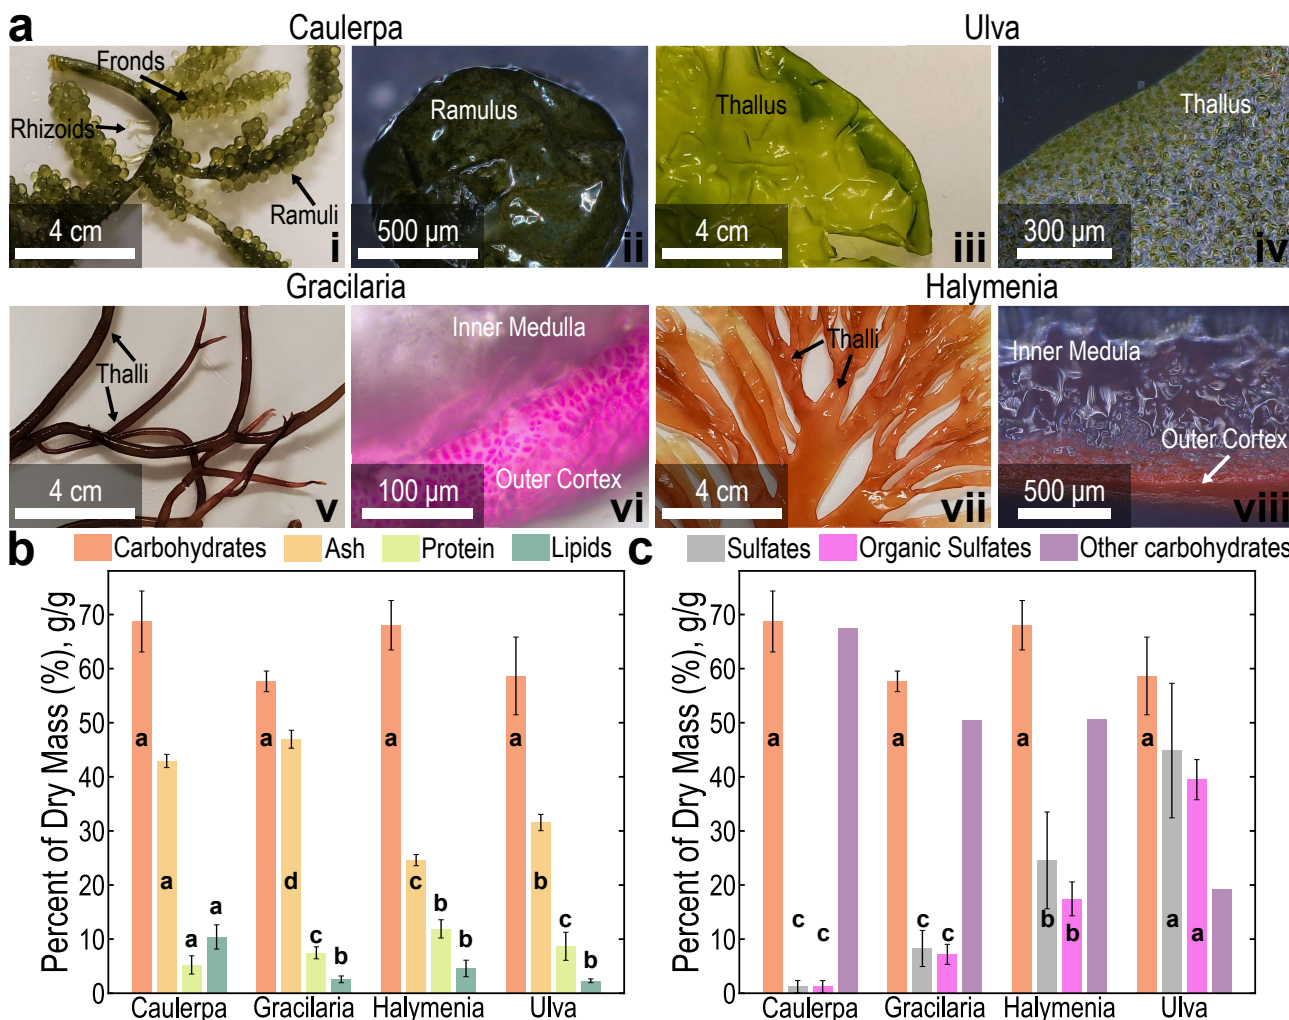 a
Caulerpa
Ulva
Fronds
Rhizoids
Ramuli
4 cm
i
Ramulus
500 µm
ii
Thallus
4 cm
iii
Thallus
300 µm
iv
Gracilaria
Halymenia
Thalli
4 cm
v
Inner Medulla
Outer Cortex
100 µm
vi
Thalli
4 cm
vii
Inner Medula
Outer Cortex
500 µm
viii
b
Carbohydrates Ash Protein Lipids
Percent of Dry Mass (%), g/g
70
60
50
40
30
20
10
0
a a a a
a d c b
a c b b
a b c b
Caulerpa Gracilaria Halymenia Ulva
c
Sulfates Organic Sulfates Other carbohydrates
Percent of Dry Mass (%), g/g
70
60
50
40
30
20
10
0
a c c
a c c
a b b
a a a
Caulerpa Gracilaria Halymenia Ulva